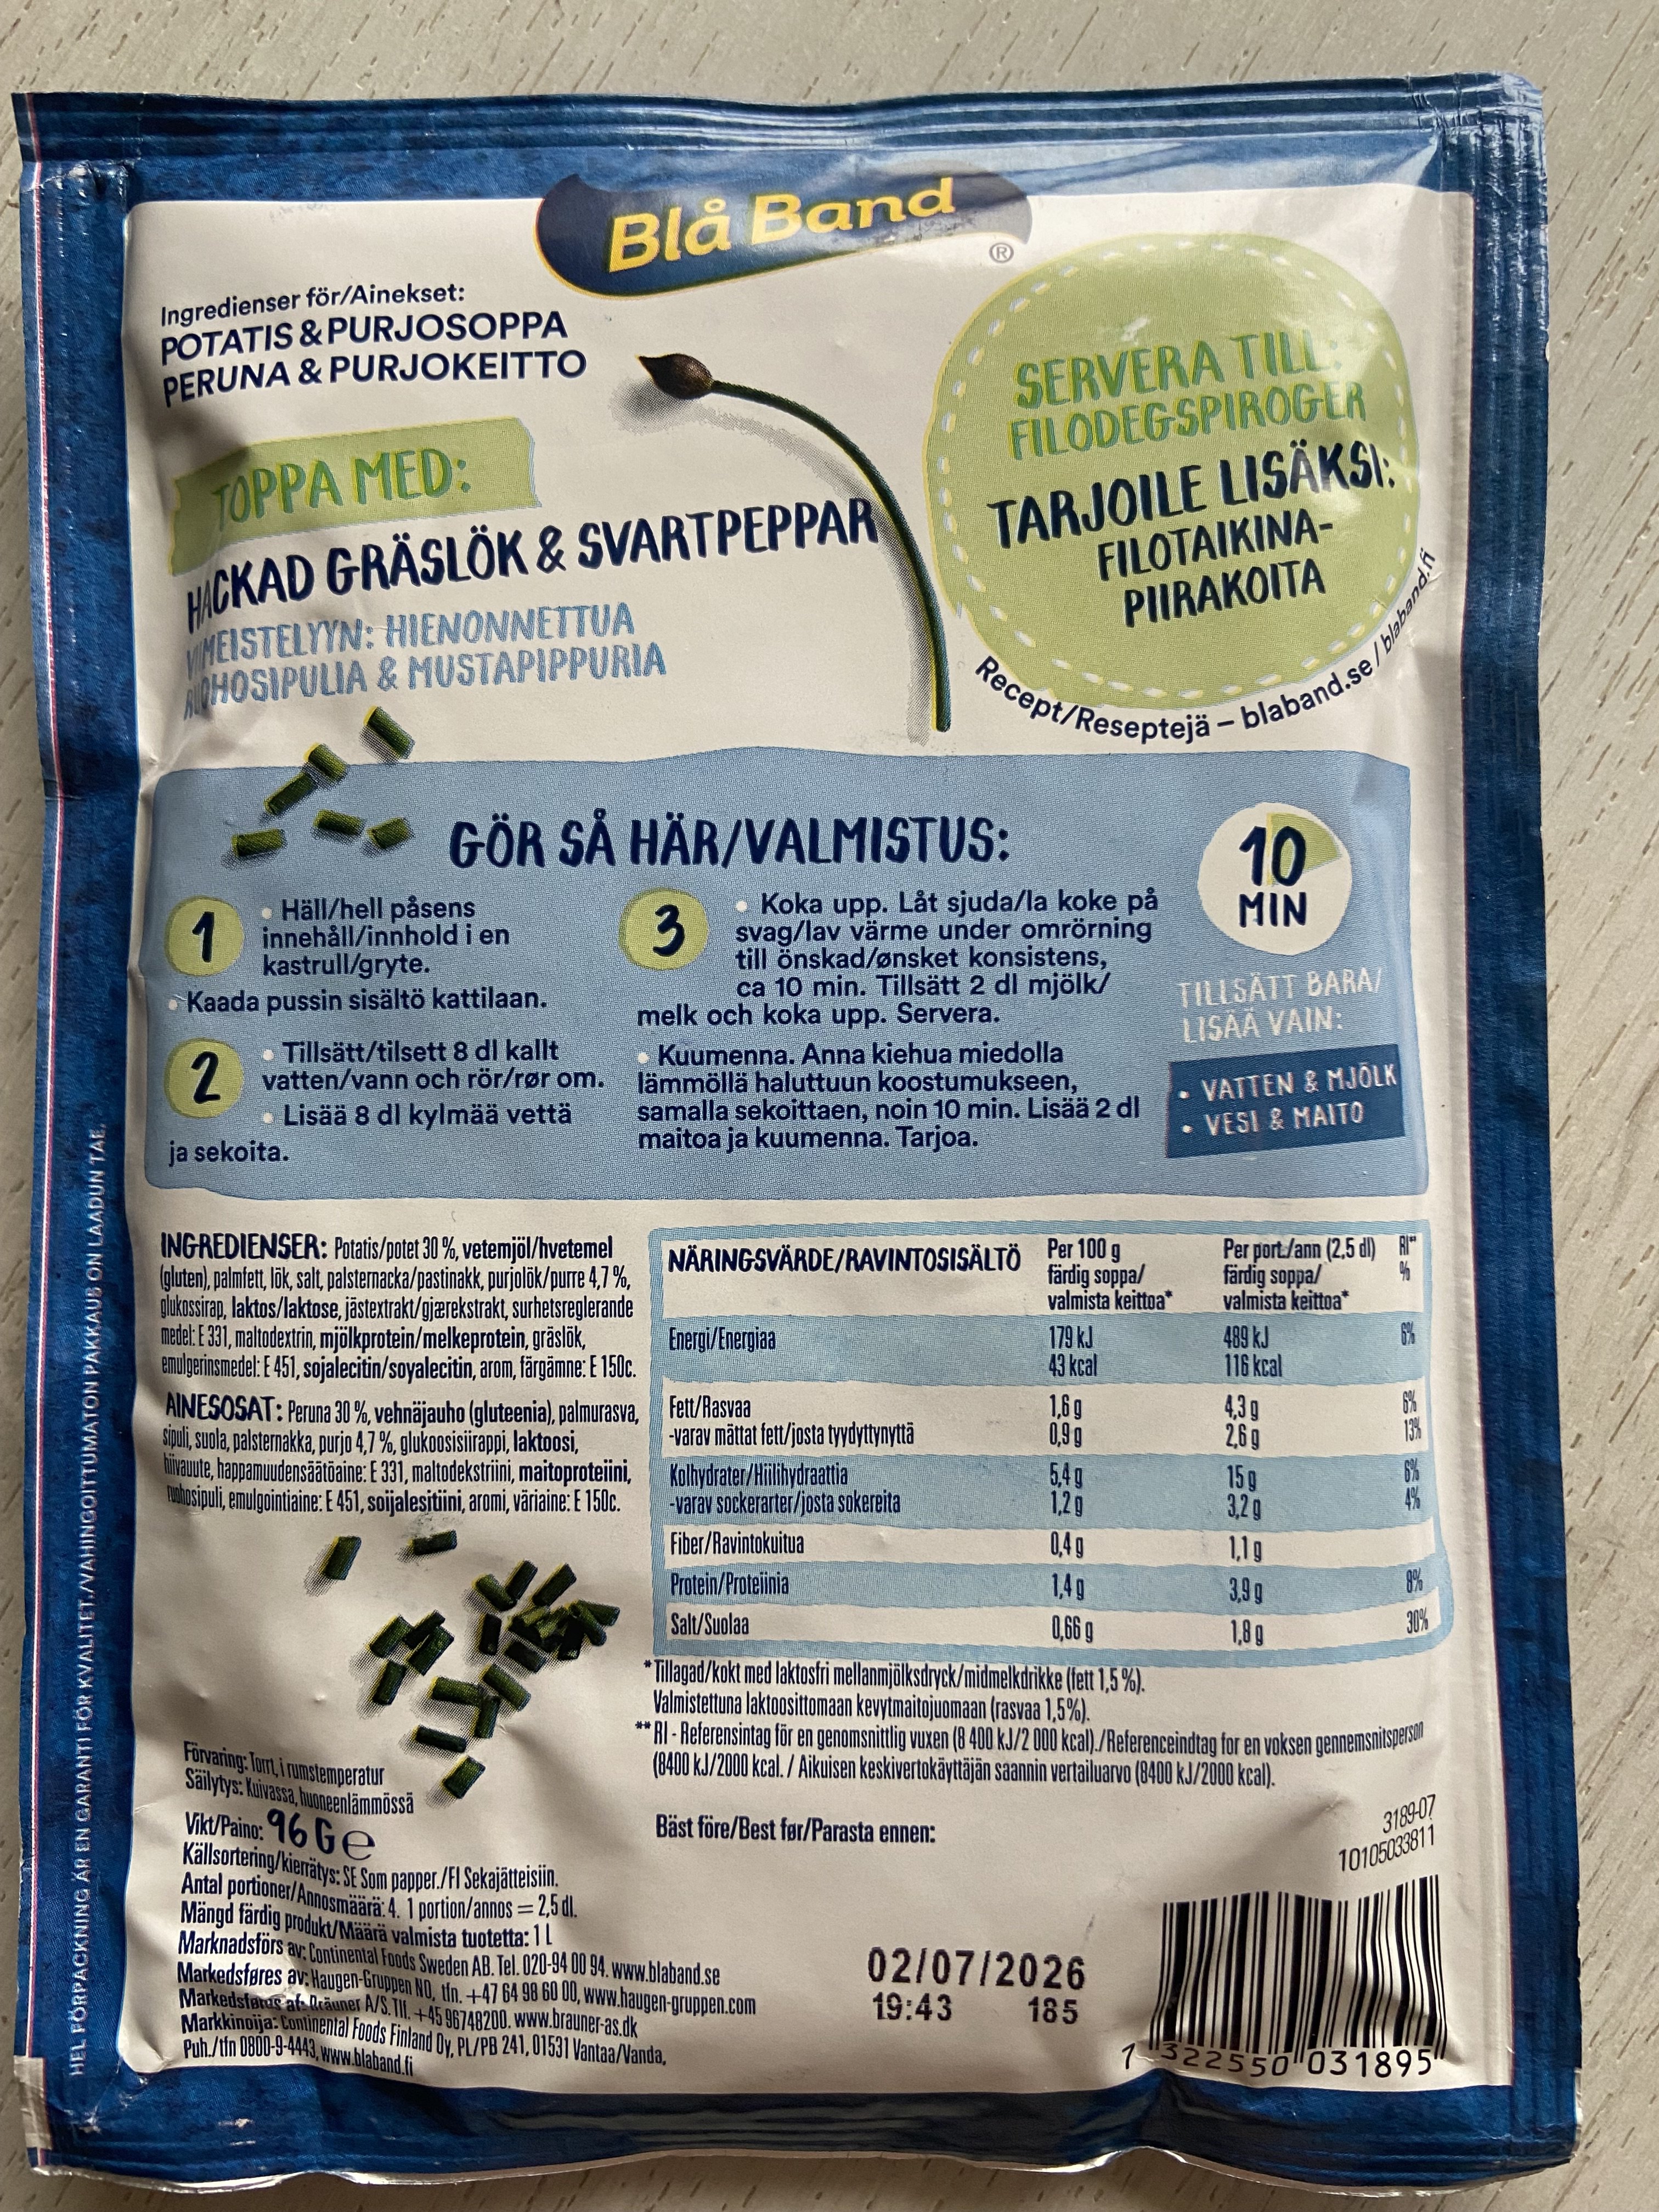 Blå Band
®
Ingredienser för/Ainekset:
POTATIS & PURJOSOPPA
PERUNA & PURJOKEITTO
TOPPA MED:
HACKAD GRÄSLÖK & SVARTPEPPAR
VIIMEISTELYYN: HIENONNETTUA
RUOHOSIPULIA & MUSTAPIPPURIA
SERVERA TILL:
FILODEGSPIROGER
TARJOILE LISÄKSI:
FILOTAIKINA-
PIIRAKOITA
Recept/Reseptejä – blaband.se / blaband.fi
GÖR SÅ HÄR/VALMISTUS:
1
• Häll/hell påsens
innehåll/innhold i en
kastrull/gryte.
• Kaada pussin sisältö kattilaan.
2
• Tillsätt/tilsett 8 dl kallt
vatten/vann och rör/rør om.
• Lisää 8 dl kylmää vettä
ja sekoita.
3
• Koka upp. Låt sjuda/la koke på
svag/lav värme under omrörning
till önskad/ønsket konsistens,
ca 10 min. Tillsätt 2 dl mjölk/
melk och koka upp. Servera.
• Kuumenna. Anna kiehua miedolla
lämmöllä haluttuun koostumukseen,
samalla sekoittaen, noin 10 min. Lisää 2 dl
maitoa ja kuumenna. Tarjoa.
10
MIN
TILLSÄTT BARA/
LISÄÄ VAIN:
• VATTEN & MJÖLK
• VESI & MAITO
INGREDIENSER: Potatis/potet 30 %, vetemjöl/hvetemel
(gluten), palmfett, lök, salt, palsternacka/pastinakk, purjolök/purre 4,7 %,
glukossirap, laktos/laktose, jästextrakt/gjærekstrakt, surhetsreglerande
medel: E 331, maltodextrin, mjölkprotein/melkeprotein, gräslök,
emulgerinsmedel: E 451, sojalecitin/soyalecitin, arom, färgämne: E 150c.
AINESOSAT: Peruna 30 %, vehnäjauho (gluteenia), palmurasva,
sipuli, suola, palsternakka, purjo 4,7 %, glukoosisiirappi, laktoosi,
hiivauute, happamuudensäätöaine: E 331, maltodekstriini, maitoproteiini,
ruohosipuli, emulgointiaine: E 451, soijalesitiini, aromi, väriaine: E 150c.
NÄRINGSVÄRDE/RAVINTOSISÄLTÖ Per 100 g Per port./ann (2,5 dl) RI**
färdig soppa/ färdig soppa/ %
valmista keittoa* valmista keittoa*
Energi/Energiaa 179 kJ 489 kJ 6%
43 kcal 116 kcal
Fett/Rasvaa 1,6 g 4,3 g 6%
-varav mättat fett/josta tyydyttynyttä 0,9 g 2,6 g 13%
Kolhydrater/Hiilihydraattia 5,4 g 15 g 6%
-varav sockerarter/josta sokereita 1,2 g 3,2 g 4%
Fiber/Ravintokuitua 0,4 g 1,1 g
Protein/Proteiinia 1,4 g 3,9 g 8%
Salt/Suolaa 0,66 g 1,8 g 30%
*Tillagad/kokt med laktosfri mellanmjölksdryck/midmelkdrikke (fett 1,5 %).
Valmistettuna laktoosittomaan kevytmaitojuomaan (rasvaa 1,5%).
**RI - Referensintag för en genomsnittlig vuxen (8 400 kJ/2 000 kcal)./Referenceindtag for en voksen gennemsnitsperson
(8400 kJ/2000 kcal. / Aikuisen keskivertokäyttäjän saannin vertailuarvo (8400 kJ/2000 kcal).
Förvaring: Torrt, i rumstemperatur
Säilytys: Kuivassa, huoneenlämmössä
Vikt/Paino: 96 G e
Källsortering/kierrätys: SE Som papper./FI Sekajätteisiin.
Antal portioner/Annosmäärä: 4. 1 portion/annos = 2,5 dl.
Mängd färdig produkt/Määrä valmista tuotetta: 1 L
Marknadsförs av: Continental Foods Sweden AB. Tel. 020-94 00 94. www.blaband.se
Markedsføres av: Haugen-Gruppen NO, tfn. +47 64 98 60 00, www.haugen-gruppen.com
Markedsføres af: Bräuner A/S. Tlf. +45 96748200. www.brauner-as.dk
Markkinoija: Continental Foods Finland Oy, PL/PB 241, 01531 Vantaa/Vanda,
Puh./tfn 0800-9-4443, www.blaband.fi
Bäst före/Best før/Parasta ennen:
02/07/2026
19:43 185
3189-07
10105033811
7 322550 031895
HEL FÖRPACKNING ÄR EN GARANTI FÖR KVALITET./VAHINGOITTUMATON PAKKAUS ON LAADUN TAE.